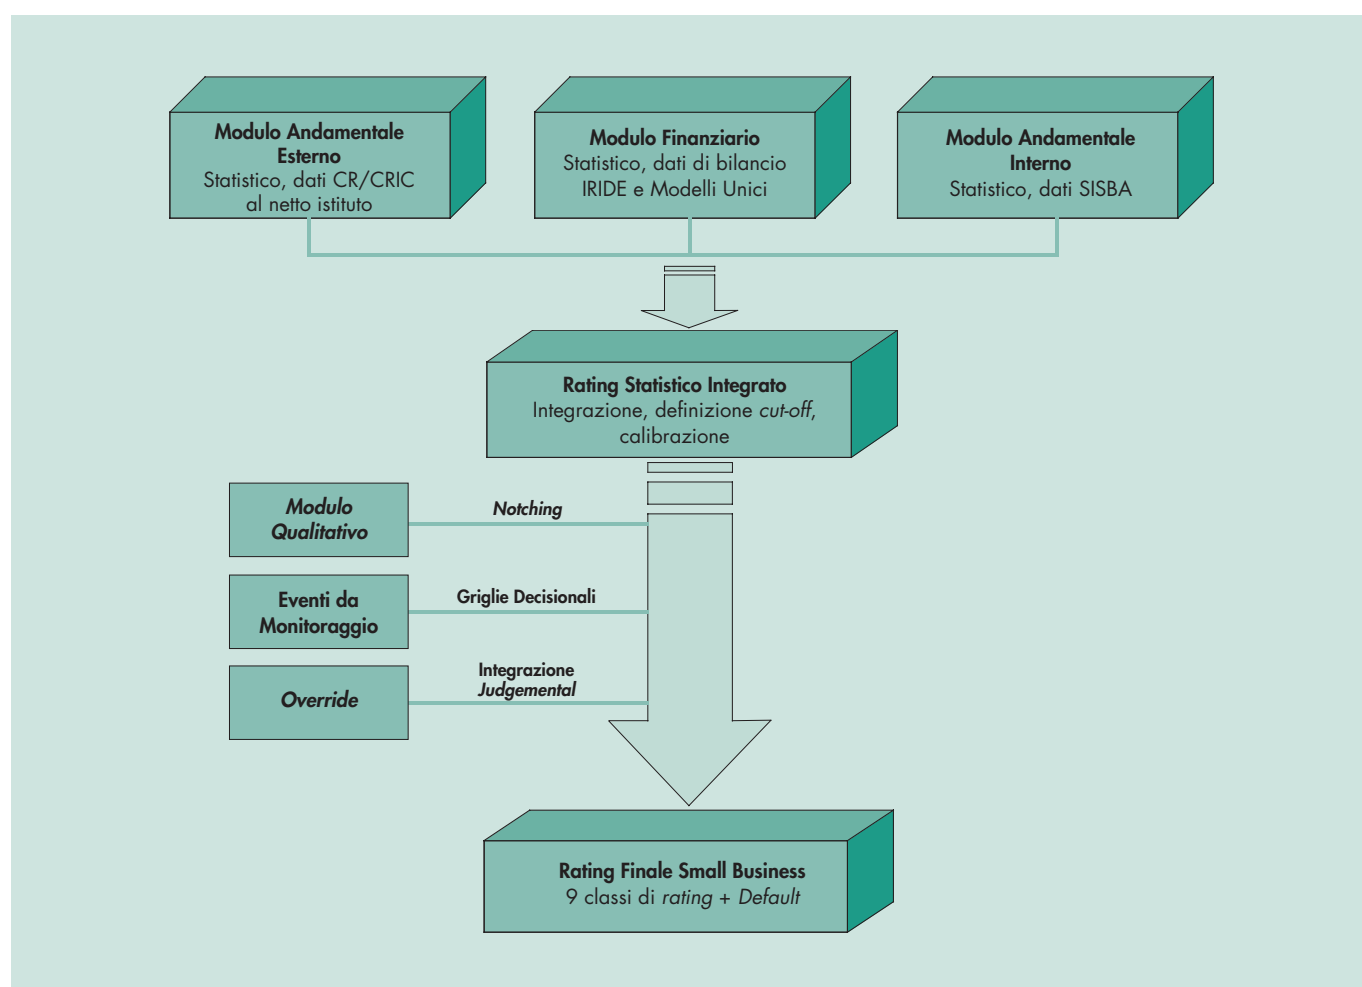 Modulo Andamentale
Esterno
Statistico, dati CR/CRIC
al netto istituto
Modulo Finanziario
Statistico, dati di bilancio
IRIDE e Modelli Unici
Modulo Andamentale
Interno
Statistico, dati SISBA
Rating Statistico Integrato
Integrazione, definizione cut-off,
calibrazione
Modulo
Qualitativo
Notching
Eventi da
Monitoraggio
Griglie Decisionali
Override
Integrazione
Judgemental
Rating Finale Small Business
9 classi di rating + Default